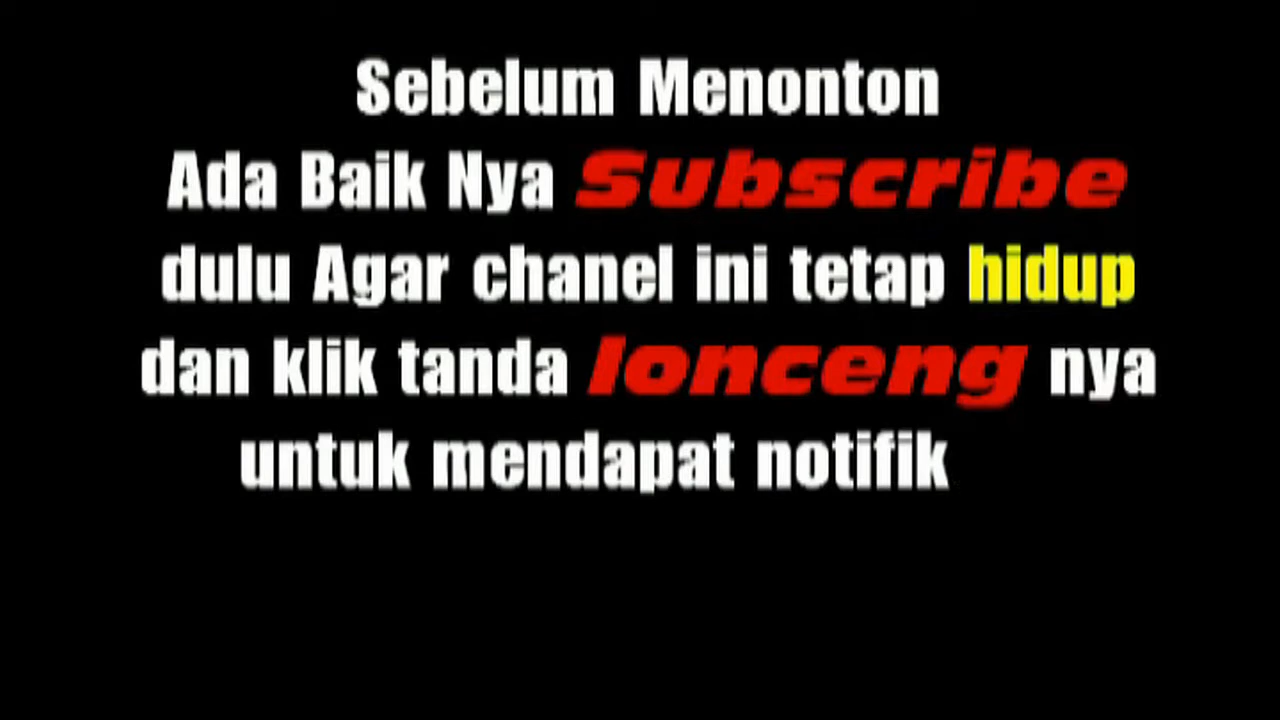 Sebelum Menonton
Ada Baik Nya Subscribe
dulu Agar chanel ini tetap hidup
dan klik tanda lonceng nya
untuk mendapat notifik